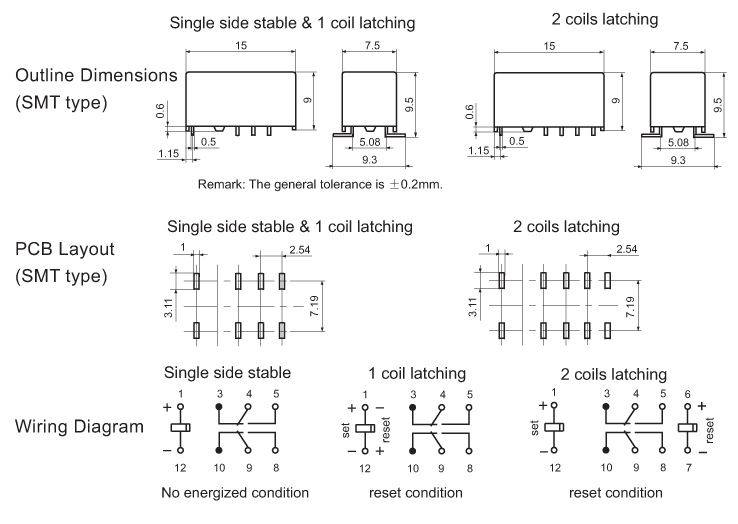 Single side stable & 1 coil latching
2 coils latching
15
7.5
15
7.5
Outline Dimensions
(SMT type)
0.6
9
9.5
0.6
9
9.5
0.5
5.08
0.5
5.08
1.15
9.3
1.15
9.3
Remark: The general tolerance is ±0.2mm.
Single side stable & 1 coil latching
2 coils latching
PCB Layout
(SMT type)
1
2.54
1
2.54
3.11
7.19
3.11
7.19
Single side stable
1 coil latching
2 coils latching
1 3 4 5
1 3 4 5
1 3 4 5 6
+
+ −
+ +
Wiring Diagram
set reset
set reset
−
− +
− −
12 10 9 8
12 10 9 8
12 10 9 8 7
No energized condition
reset condition
reset condition